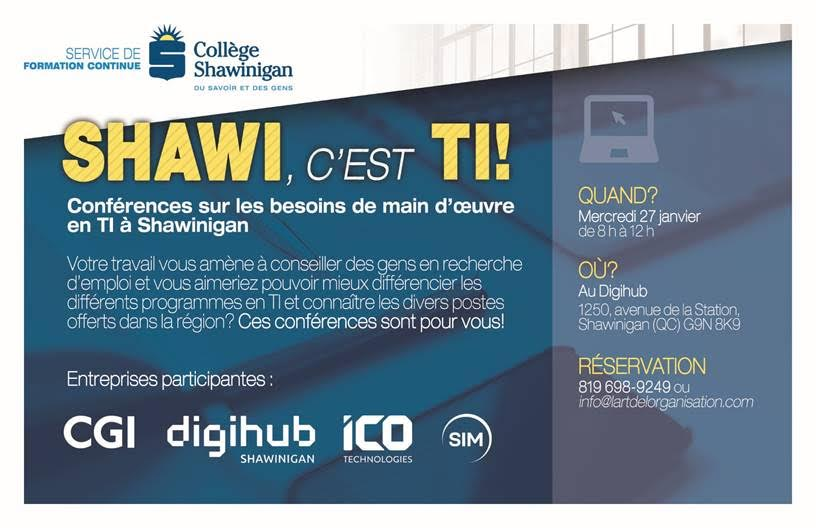 SERVICE DE
FORMATION CONTINUE
Collège
Shawinigan
DU SAVOIR ET DES GENS
SHAWI, C'EST TI!
Conférences sur les besoins de main d'œuvre
en TI à Shawinigan
Votre travail vous amène à conseiller des gens en recherche
d'emploi et vous aimeriez pouvoir mieux différencier les
différents programmes en TI et connaître les divers postes
offerts dans la région? Ces conférences sont pour vous!
Entreprises participantes :
CGI
digihub
SHAWINIGAN
iCO
TECHNOLOGIES
SIM
QUAND?
Mercredi 27 janvier
de 8 h à 12 h
OÙ?
Au Digihub
1250, avenue de la Station,
Shawinigan (QC) G9N 8K9
RÉSERVATION
819 698-9249 ou
info@lartdelorganisation.com